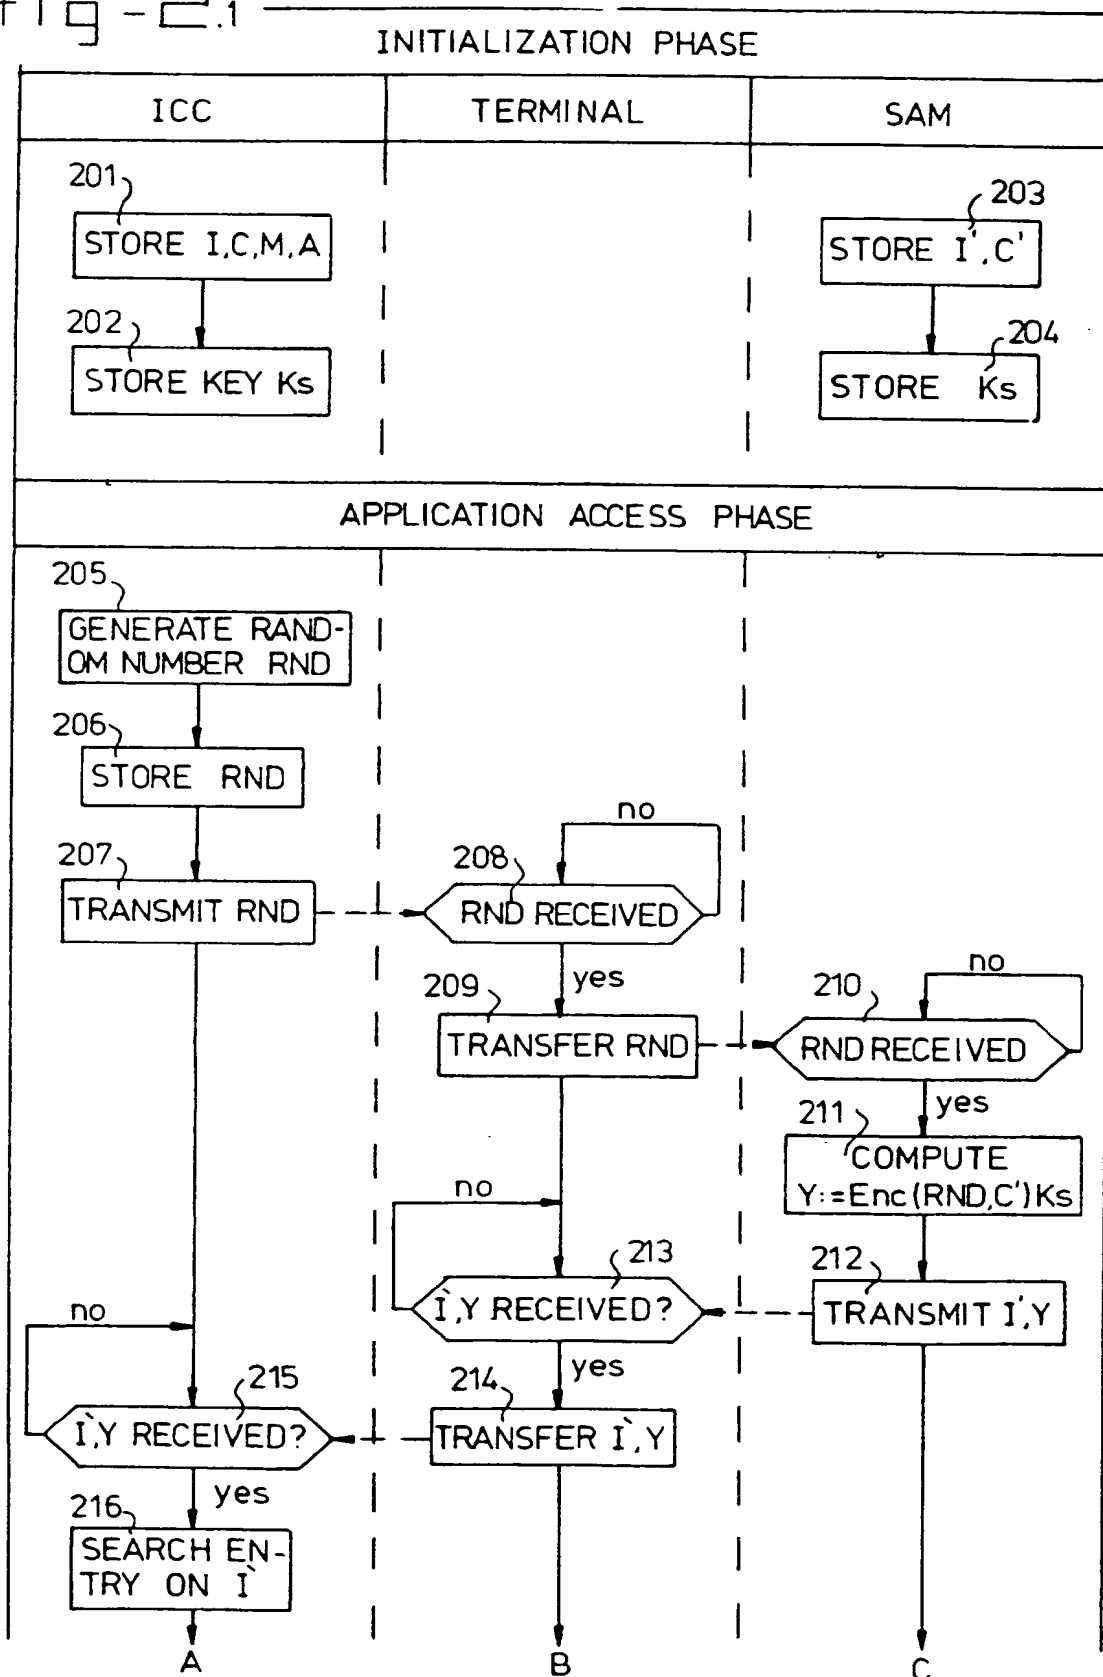 fig - 2.1
INITIALIZATION PHASE
ICC
TERMINAL
SAM
201
STORE I,C,M,A
203
STORE I',C'
202
STORE KEY Ks
204
STORE Ks
APPLICATION ACCESS PHASE
205
GENERATE RAND-
OM NUMBER RND
206
STORE RND
no
207
TRANSMIT RND
208
RND RECEIVED
yes
no
209
TRANSFER RND
210
RND RECEIVED
yes
211
COMPUTE
Y:=Enc(RND,C')Ks
no
213
I',Y RECEIVED?
212
TRANSMIT I',Y
no
yes
215
I',Y RECEIVED?
214
TRANSFER I',Y
yes
216
SEARCH EN-
TRY ON I'
A
B
C